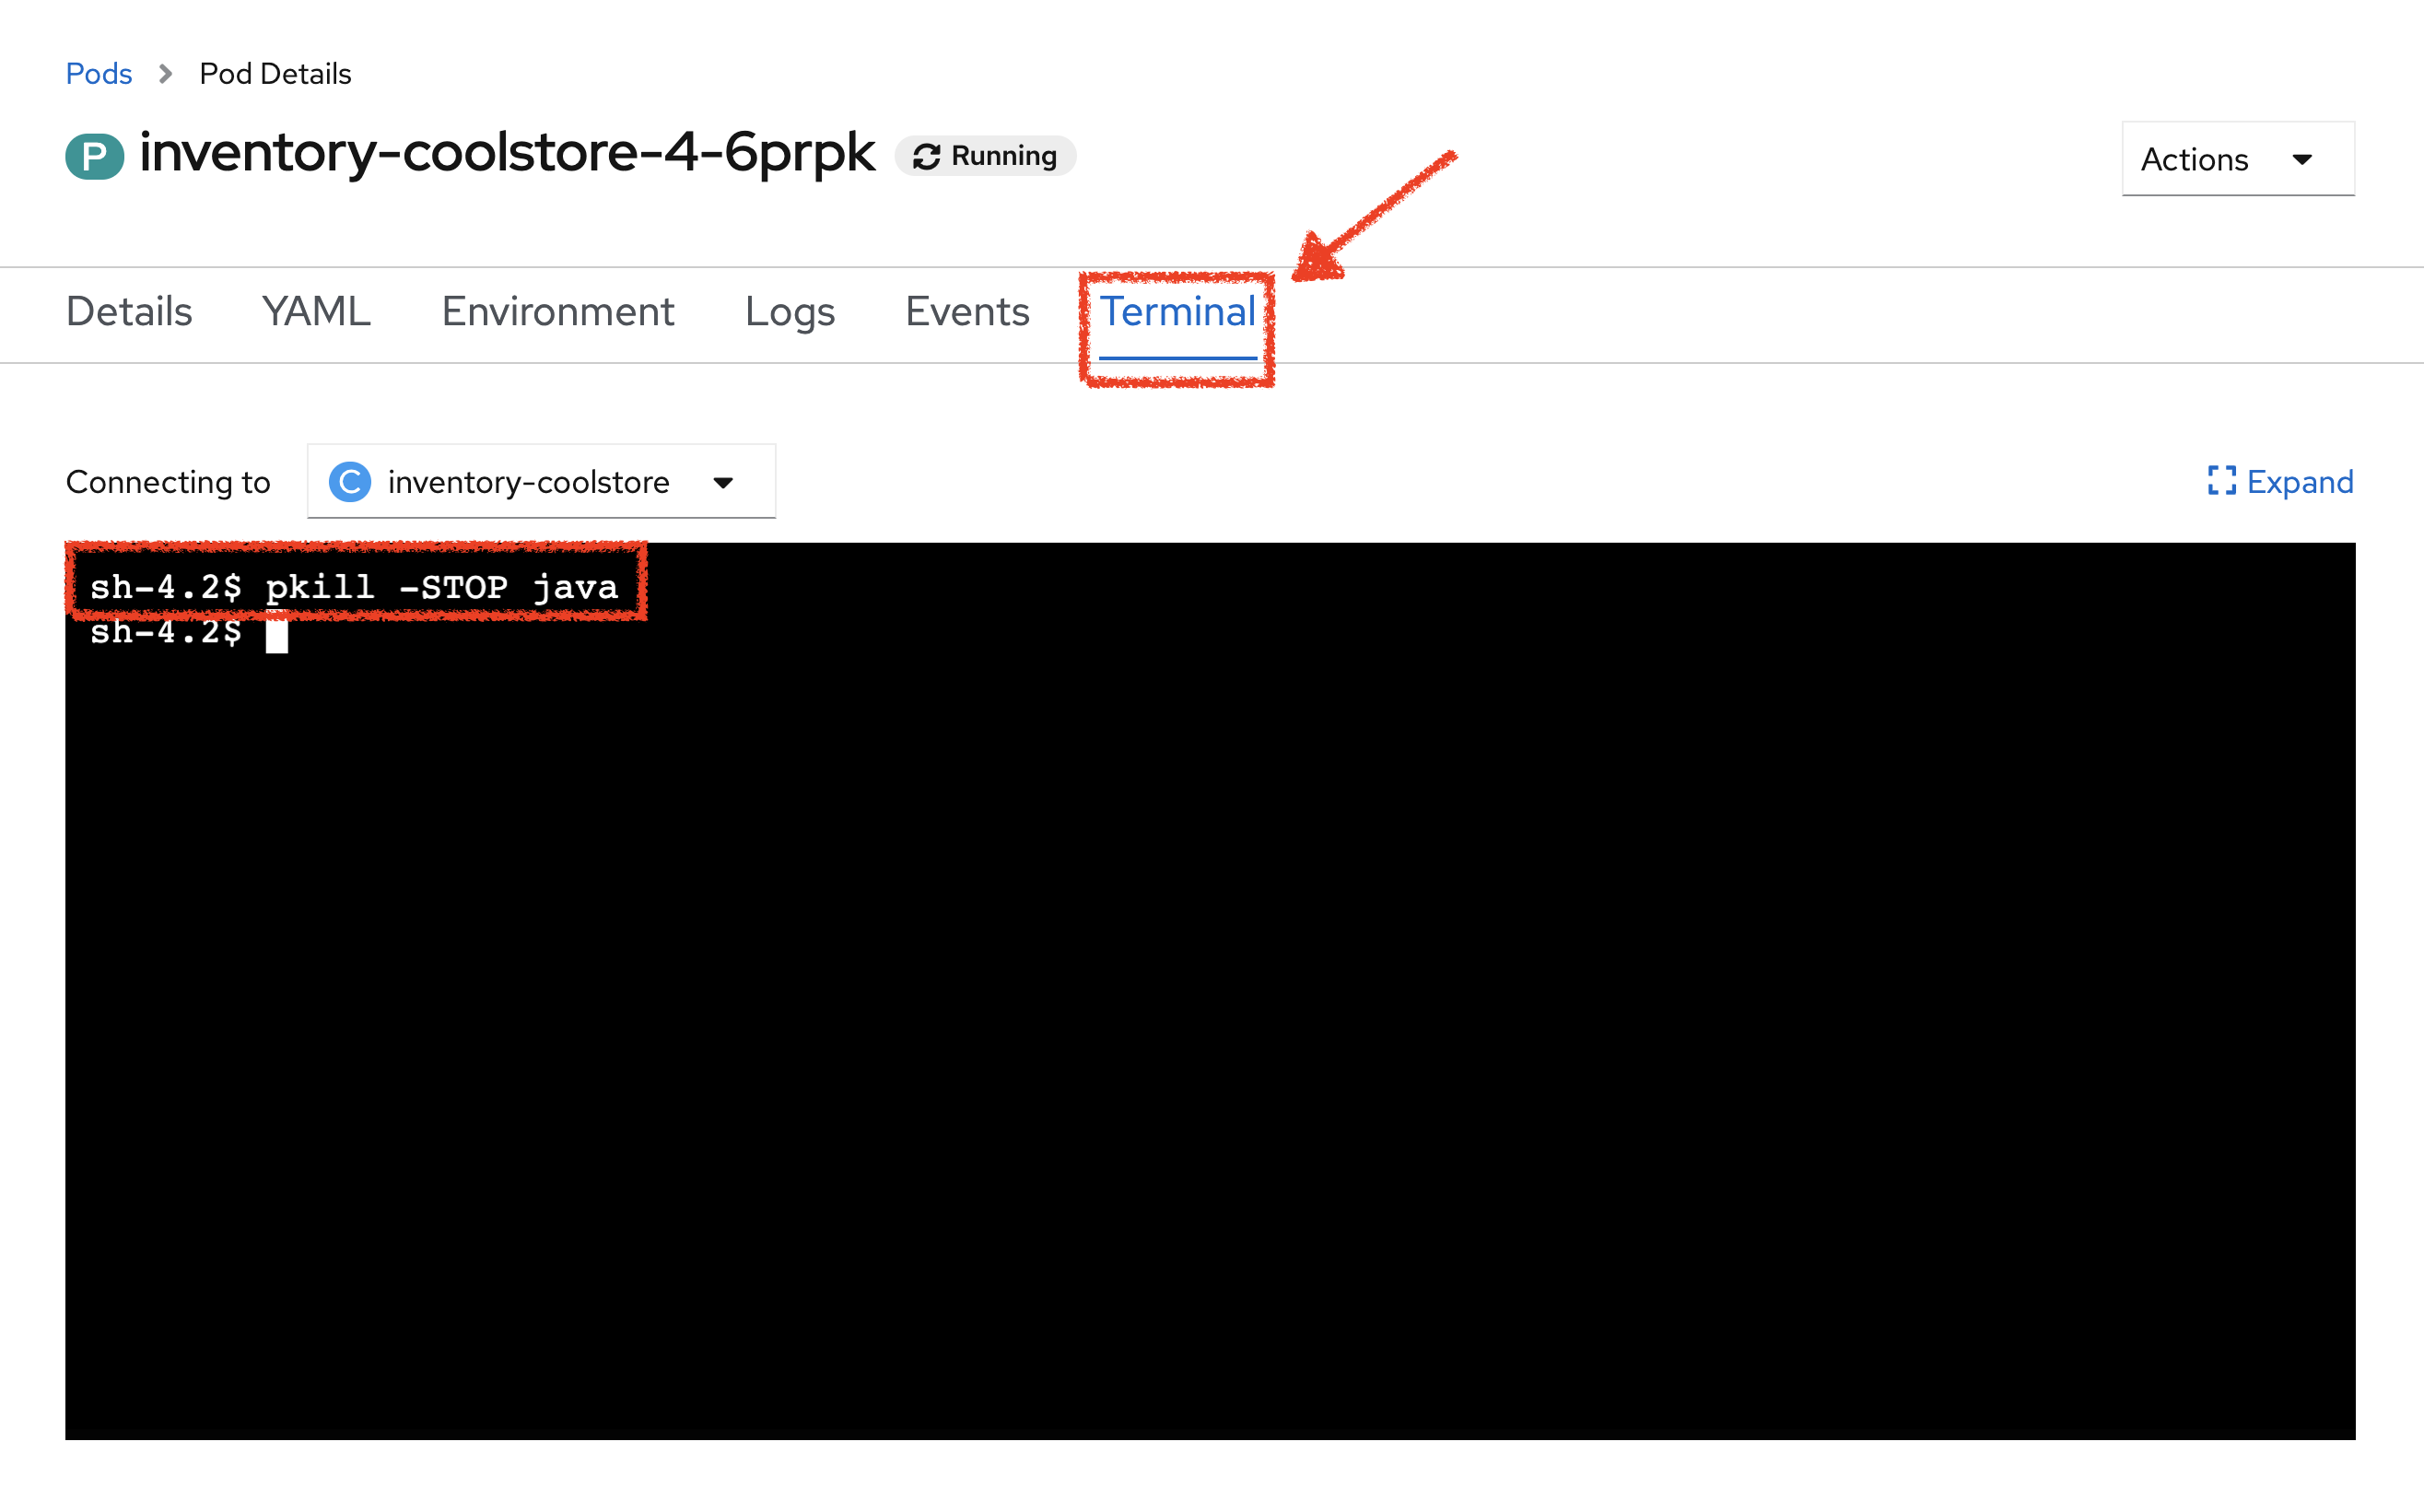 Pods > Pod Details
P inventory-coolstore-4-6prpk Running
Actions
Details YAML Environment Logs Events Terminal
Connecting to C inventory-coolstore Expand
sh-4.2$ pkill -STOP java
sh-4.2$